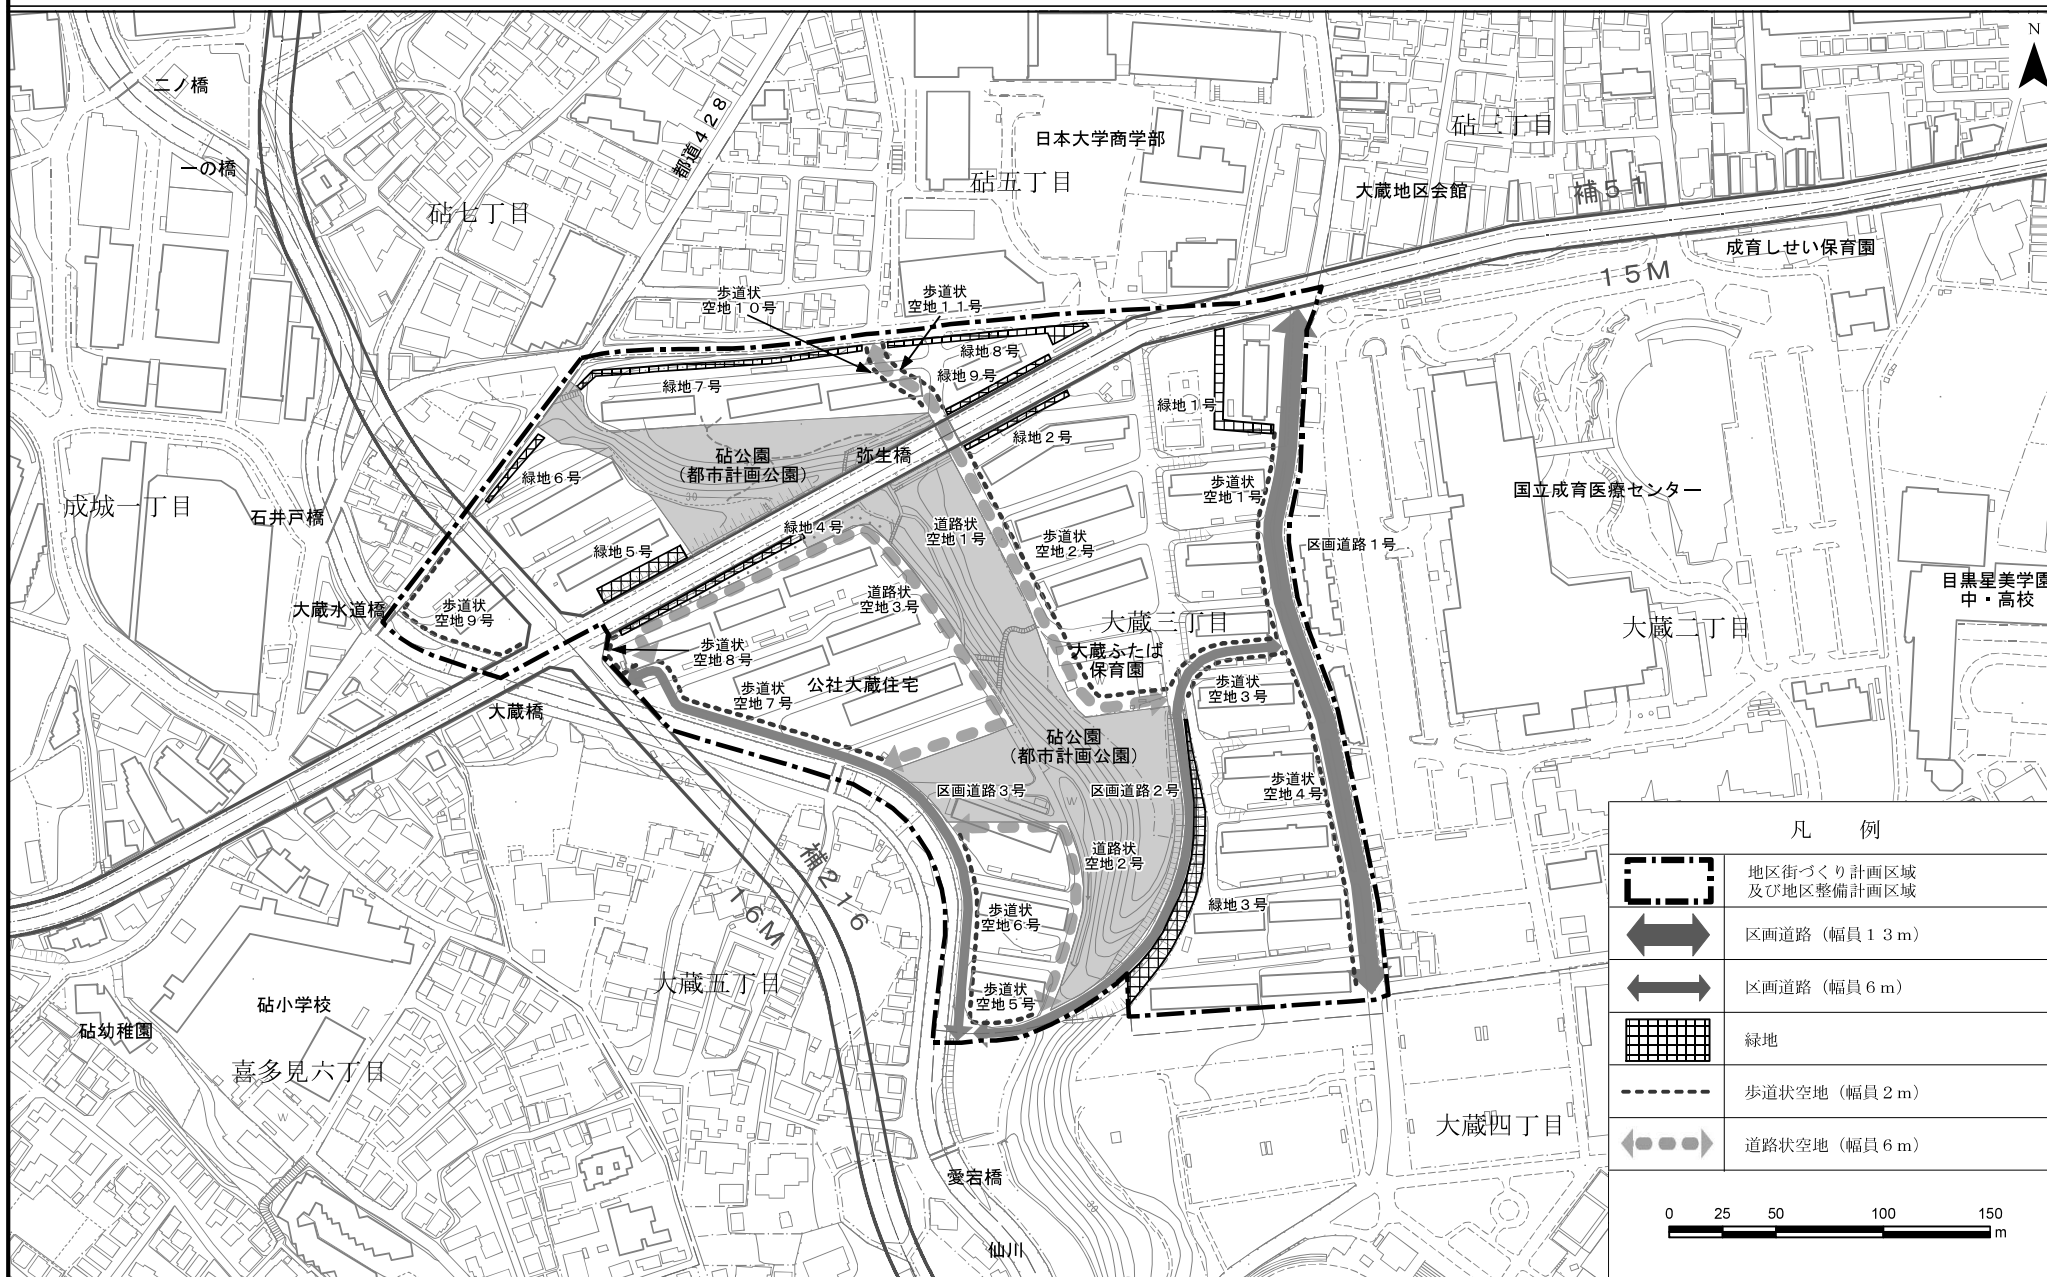 N
二ノ橋
一の橋
都道428
砧七丁目
日本大学商学部
砧五丁目
砧三丁目
大蔵地区会館
補51
成育しせい保育園
15M
歩道状
空地10号
歩道状
空地11号
緑地8号
緑地9号
緑地7号
緑地1号
緑地2号
砧公園
(都市計画公園)
弥生橋
緑地6号
歩道状
空地1号
国立成育医療センター
成城一丁目
石井戸橋
緑地4号
道路状
空地1号
歩道状
空地2号
区画道路1号
緑地5号
目黒星美学園
中・高校
大蔵水道橋
歩道状
空地9号
道路状
空地3号
大蔵三丁目
大蔵二丁目
歩道状
空地8号
大蔵ふたば
保育園
歩道状
空地7号
公社大蔵住宅
歩道状
空地3号
大蔵橋
砧公園
(都市計画公園)
区画道路3号
区画道路2号
歩道状
空地4号
道路状
空地2号
補216
16M
歩道状
空地6号
緑地3号
歩道状
空地5号
大蔵五丁目
砧小学校
砧幼稚園
喜多見六丁目
大蔵四丁目
愛宕橋
仙川
凡 例
地区街づくり計画区域
及び地区整備計画区域
区画道路(幅員13m)
区画道路(幅員6m)
緑地
歩道状空地(幅員2m)
道路状空地(幅員6m)
0 25 50 100 150
m